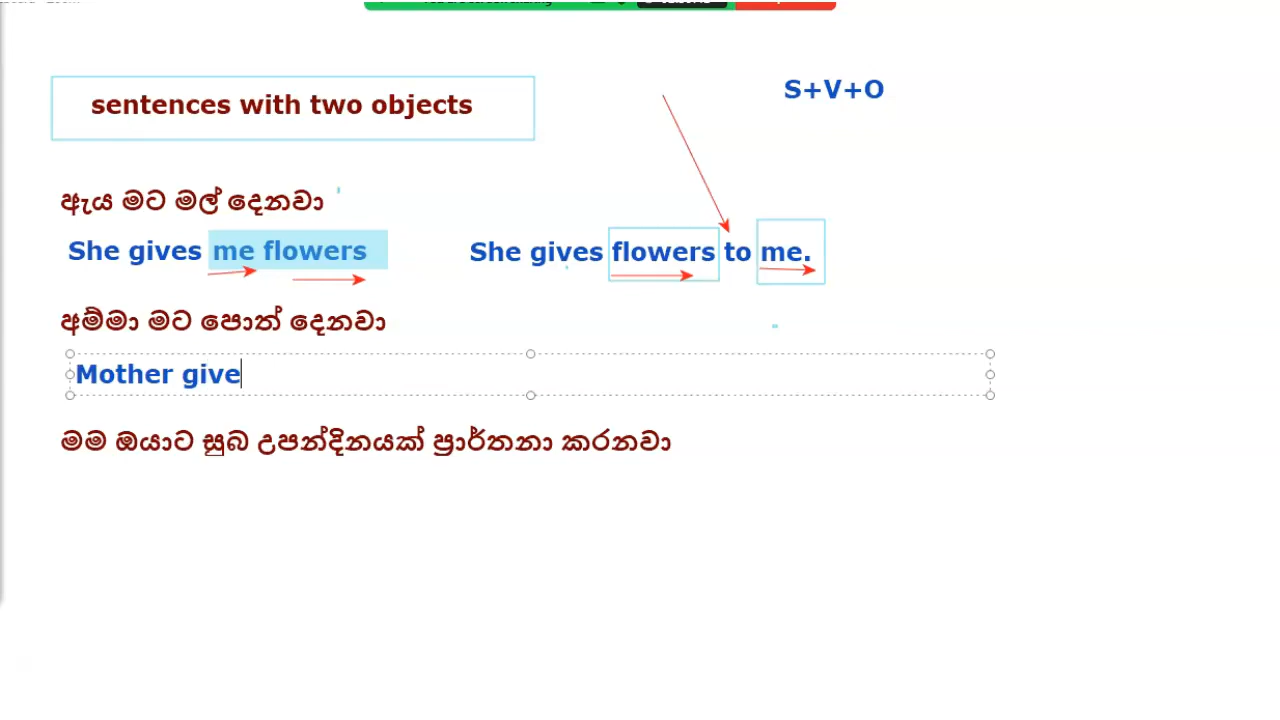 S+V+O
sentences with two objects
ඇය මට මල් දෙනවා
She gives me flowers She gives flowers to me.
අම්මා මට පොත් දෙනවා
Mother give
මම ඔයාට සුබ උපන්දිනයක් ප්‍රාර්තනා කරනවා